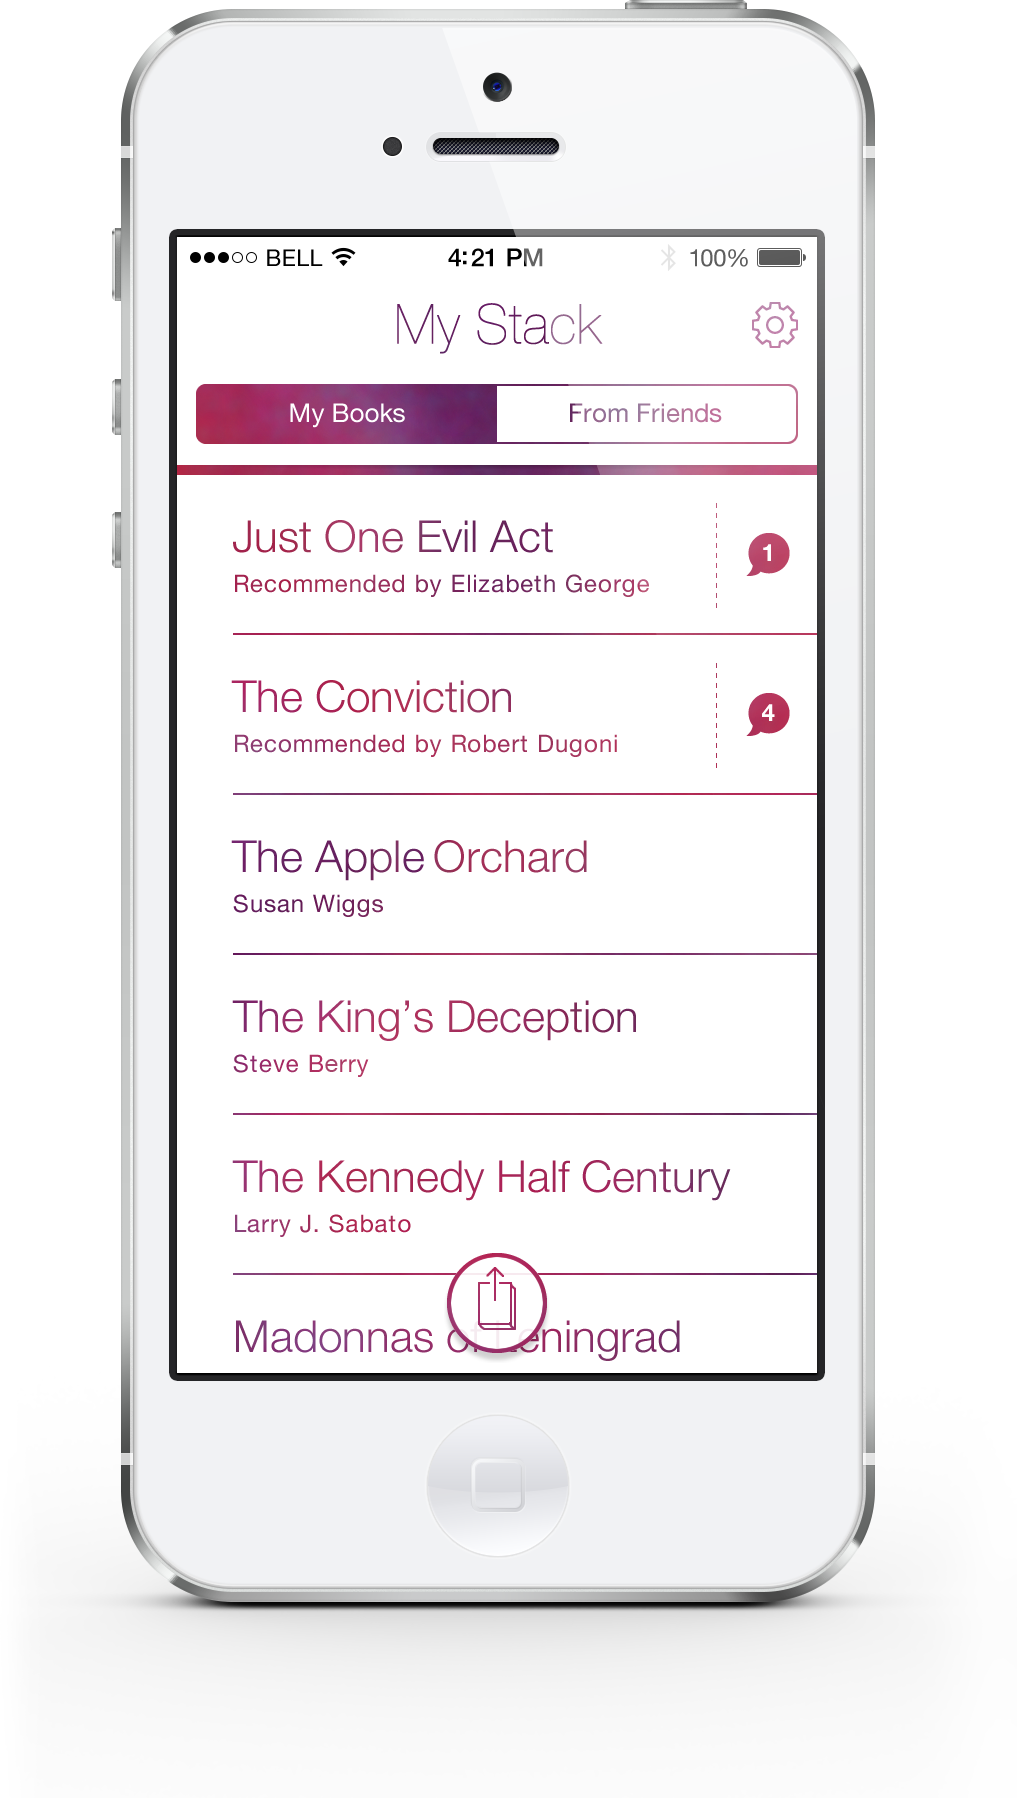 BELL 4:21 PM 100%
My Stack
My Books From Friends
Just One Evil Act
Recommended by Elizabeth George
1
The Conviction
Recommended by Robert Dugoni
4
The Apple Orchard
Susan Wiggs
The King’s Deception
Steve Berry
The Kennedy Half Century
Larry J. Sabato
Madonnas of Leningrad